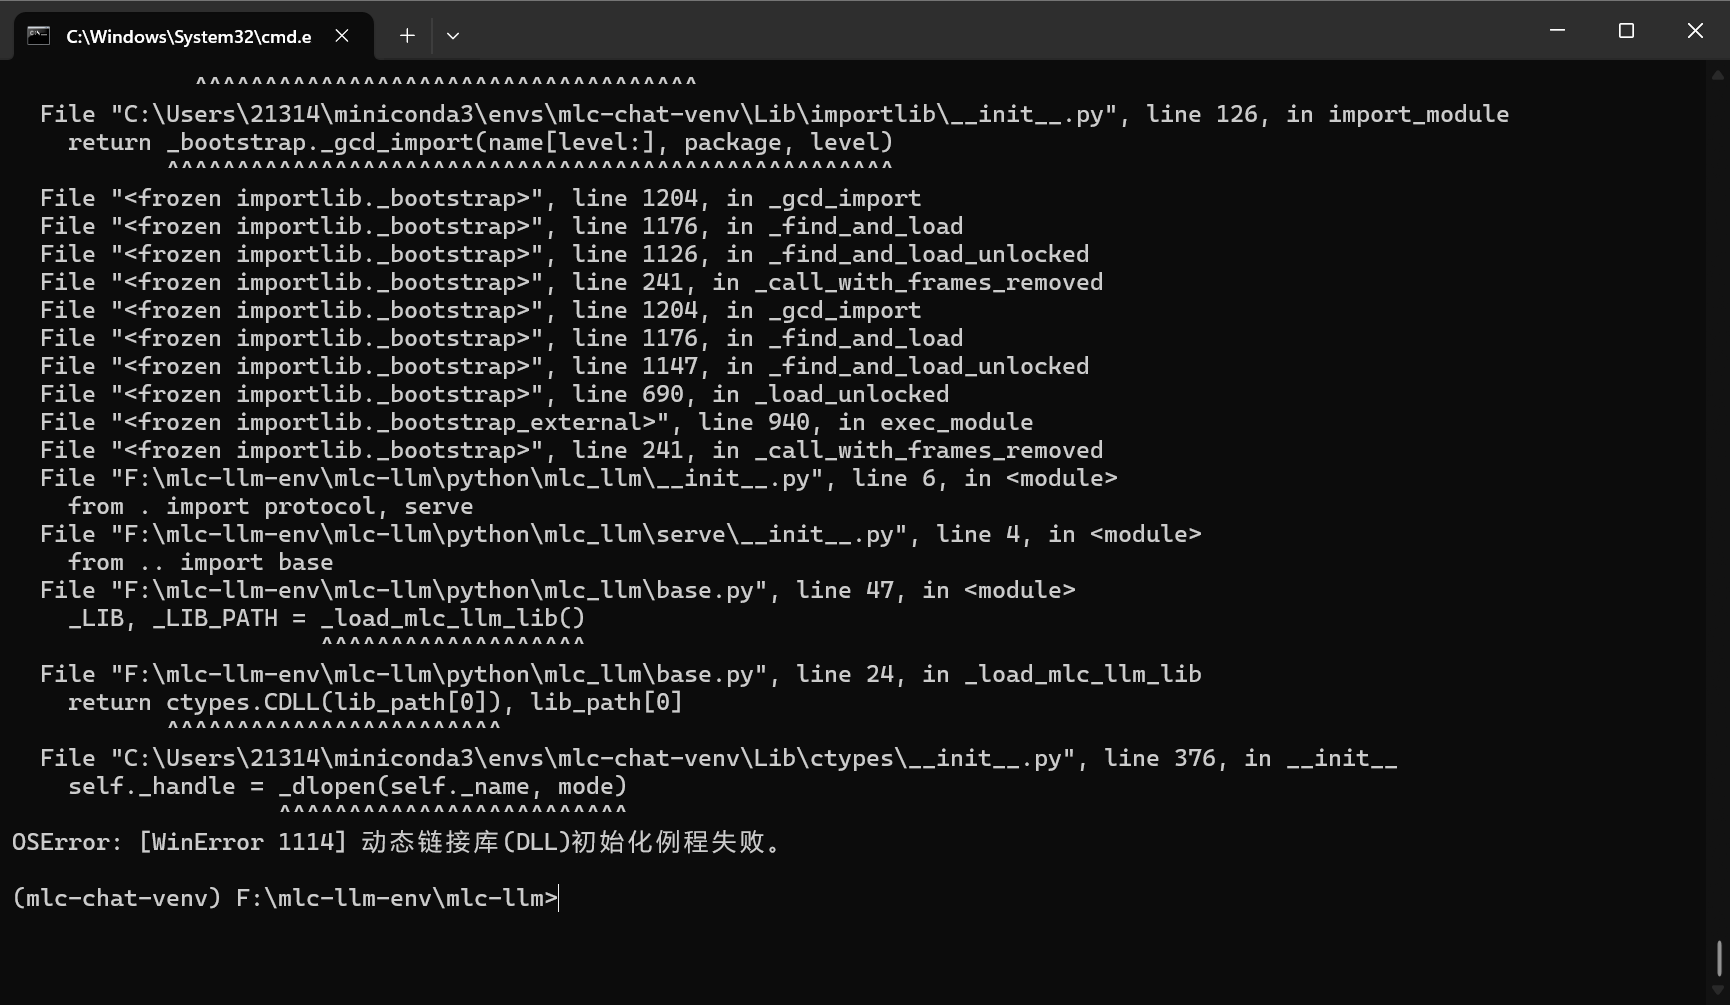 C:\Windows\System32\cmd.e
^^^^^^^^^^^^^^^^^^^^^^^^^^^^^^^^^^^^
File "C:\Users\21314\miniconda3\envs\mlc-chat-venv\Lib\importlib\__init__.py", line 126, in import_module
return _bootstrap._gcd_import(name[level:], package, level)
^^^^^^^^^^^^^^^^^^^^^^^^^^^^^^^^^^^^^^^^^^^^^^^^^^^^
File "<frozen importlib._bootstrap>", line 1204, in _gcd_import
File "<frozen importlib._bootstrap>", line 1176, in _find_and_load
File "<frozen importlib._bootstrap>", line 1126, in _find_and_load_unlocked
File "<frozen importlib._bootstrap>", line 241, in _call_with_frames_removed
File "<frozen importlib._bootstrap>", line 1204, in _gcd_import
File "<frozen importlib._bootstrap>", line 1176, in _find_and_load
File "<frozen importlib._bootstrap>", line 1147, in _find_and_load_unlocked
File "<frozen importlib._bootstrap>", line 690, in _load_unlocked
File "<frozen importlib._bootstrap_external>", line 940, in exec_module
File "<frozen importlib._bootstrap>", line 241, in _call_with_frames_removed
File "F:\mlc-llm-env\mlc-llm\python\mlc_llm\__init__.py", line 6, in <module>
from . import protocol, serve
File "F:\mlc-llm-env\mlc-llm\python\mlc_llm\serve\__init__.py", line 4, in <module>
from .. import base
File "F:\mlc-llm-env\mlc-llm\python\mlc_llm\base.py", line 47, in <module>
_LIB, _LIB_PATH = _load_mlc_llm_lib()
^^^^^^^^^^^^^^^^^^^
File "F:\mlc-llm-env\mlc-llm\python\mlc_llm\base.py", line 24, in _load_mlc_llm_lib
return ctypes.CDLL(lib_path[0]), lib_path[0]
^^^^^^^^^^^^^^^^^^^^^^^^
File "C:\Users\21314\miniconda3\envs\mlc-chat-venv\Lib\ctypes\__init__.py", line 376, in __init__
self._handle = _dlopen(self._name, mode)
^^^^^^^^^^^^^^^^^^^^^^^^^
OSError: [WinError 1114] 动态链接库(DLL)初始化例程失败。
(mlc-chat-venv) F:\mlc-llm-env\mlc-llm>